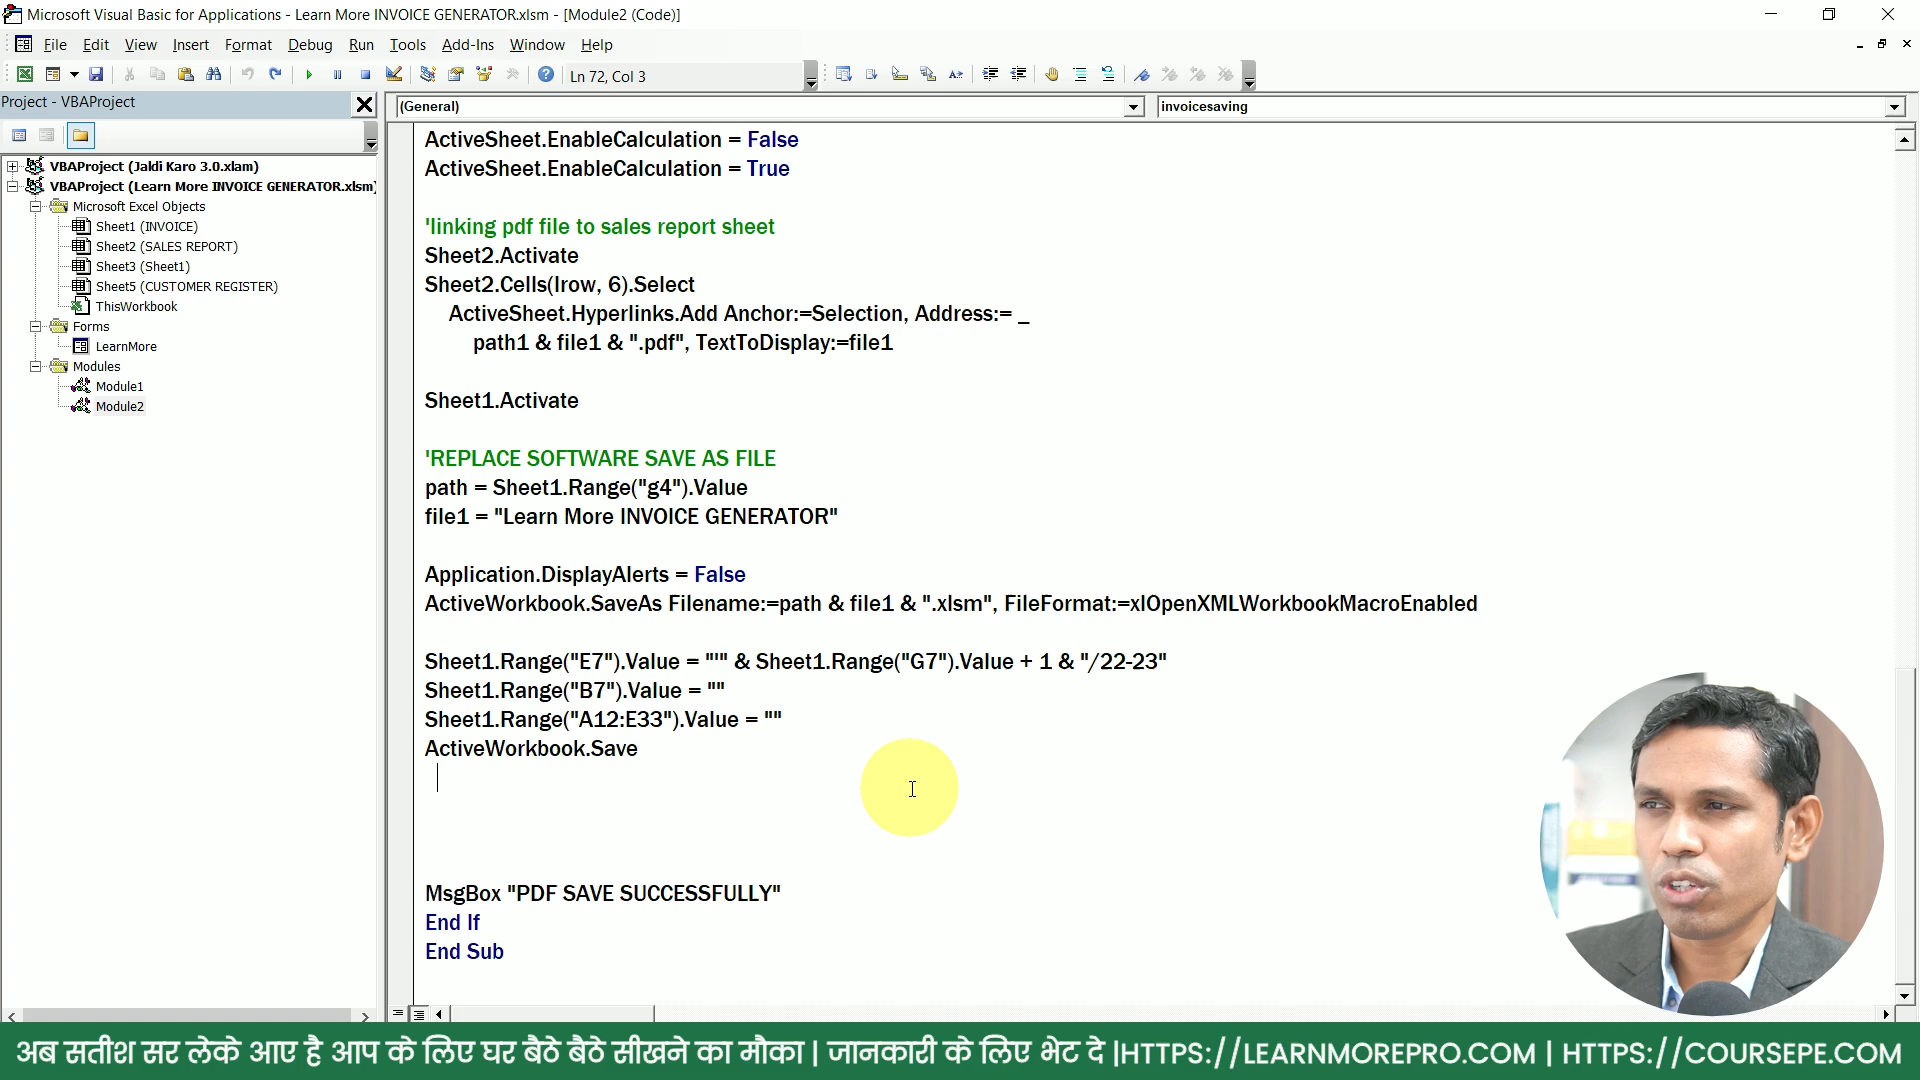 Microsoft Visual Basic for Applications - Learn More INVOICE GENERATOR.xlsm - [Module2 (Code)]
File Edit View Insert Format Debug Run Tools Add-Ins Window Help
Ln 72, Col 3
Project - VBAProject
(General)
invoicesaving
VBAProject (Jaldi Karo 3.0.xlam)
VBAProject (Learn More INVOICE GENERATOR.xlsm)
Microsoft Excel Objects
Sheet1 (INVOICE)
Sheet2 (SALES REPORT)
Sheet3 (Sheet1)
Sheet5 (CUSTOMER REGISTER)
ThisWorkbook
Forms
LearnMore
Modules
Module1
Module2
ActiveSheet.EnableCalculation = False
ActiveSheet.EnableCalculation = True
'linking pdf file to sales report sheet
Sheet2.Activate
Sheet2.Cells(lrow, 6).Select
ActiveSheet.Hyperlinks.Add Anchor:=Selection, Address:= _
path1 & file1 & ".pdf", TextToDisplay:=file1
Sheet1.Activate
'REPLACE SOFTWARE SAVE AS FILE
path = Sheet1.Range("g4").Value
file1 = "Learn More INVOICE GENERATOR"
Application.DisplayAlerts = False
ActiveWorkbook.SaveAs Filename:=path & file1 & ".xlsm", FileFormat:=xlOpenXMLWorkbookMacroEnabled
Sheet1.Range("E7").Value = "'" & Sheet1.Range("G7").Value + 1 & "/22-23"
Sheet1.Range("B7").Value = ""
Sheet1.Range("A12:E33").Value = ""
ActiveWorkbook.Save
MsgBox "PDF SAVE SUCCESSFULLY"
End If
End Sub
अब सतीश सर लेके आए है आप के लिए घर बैठे बैठे सीखने का मौका | जानकारी के लिए भेट दे |HTTPS://LEARNMOREPRO.COM | HTTPS://COURSEPE.COM